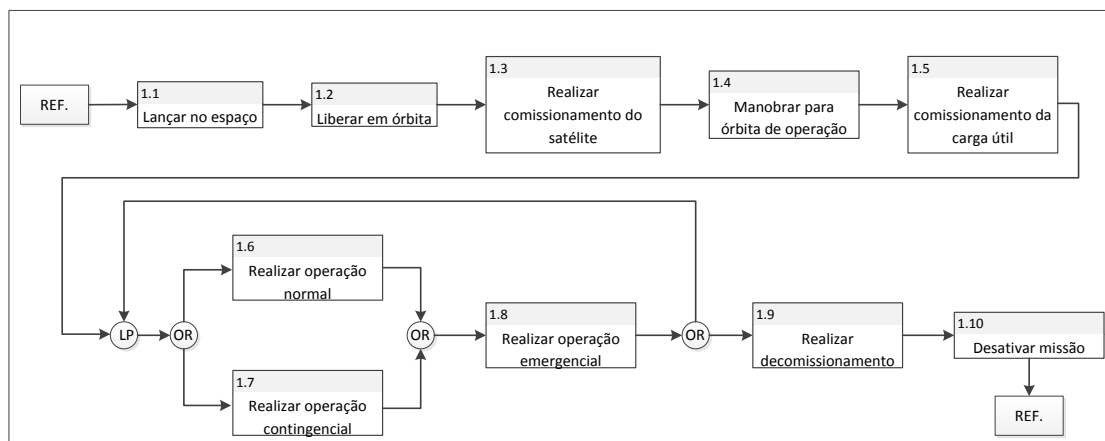 REF.
1.1
Lançar no espaço
1.2
Liberar em órbita
1.3
Realizar
comissionamento do
satélite
1.4
Manobrar para
órbita de operação
1.5
Realizar
comissionamento da
carga útil
LP
OR
1.6
Realizar operação
normal
1.7
Realizar operação
contingencial
OR
1.8
Realizar operação
emergencial
OR
1.9
Realizar
decomissionamento
1.10
Desativar missão
REF.